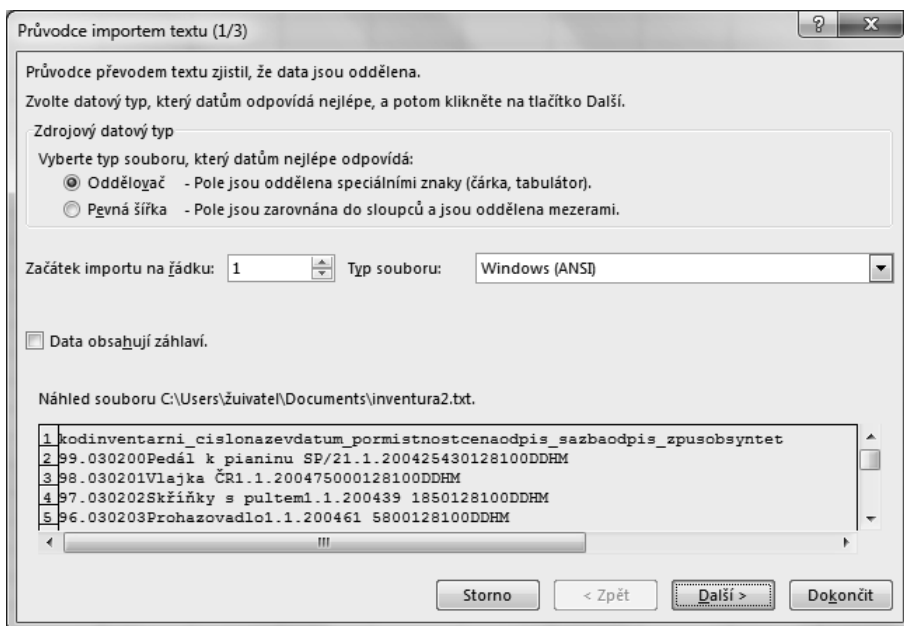 Průvodce importem textu (1/3)
Průvodce převodem textu zjistil, že data jsou oddělena.
Zvolte datový typ, který datům odpovídá nejlépe, a potom klikněte na tlačítko Další.
Zdrojový datový typ
Vyberte typ souboru, který datům nejlépe odpovídá:
Oddělovač - Pole jsou oddělena speciálními znaky (čárka, tabulátor).
Pevná šířka - Pole jsou zarovnána do sloupců a jsou oddělena mezerami.
Začátek importu na řádku: 1 Typ souboru: Windows (ANSI)
Data obsahují záhlaví.
Náhled souboru C:\Users\žuivatel\Documents\inventura2.txt.
1 kodinventarni_cislonazevdatum_pormistnostcenaodpis_sazbaodpis_zpusobsyntet
2 99.030200Pedál k pianinu SP/21.1.200425430128100DDHM
3 98.030201Vlajka ČR1.1.200475000128100DDHM
4 97.030202Skříňky s pultem1.1.200439 1850128100DDHM
5 96.030203Prohazovadlo1.1.200461 5800128100DDHM
Storno < Zpět Další > Dokončit